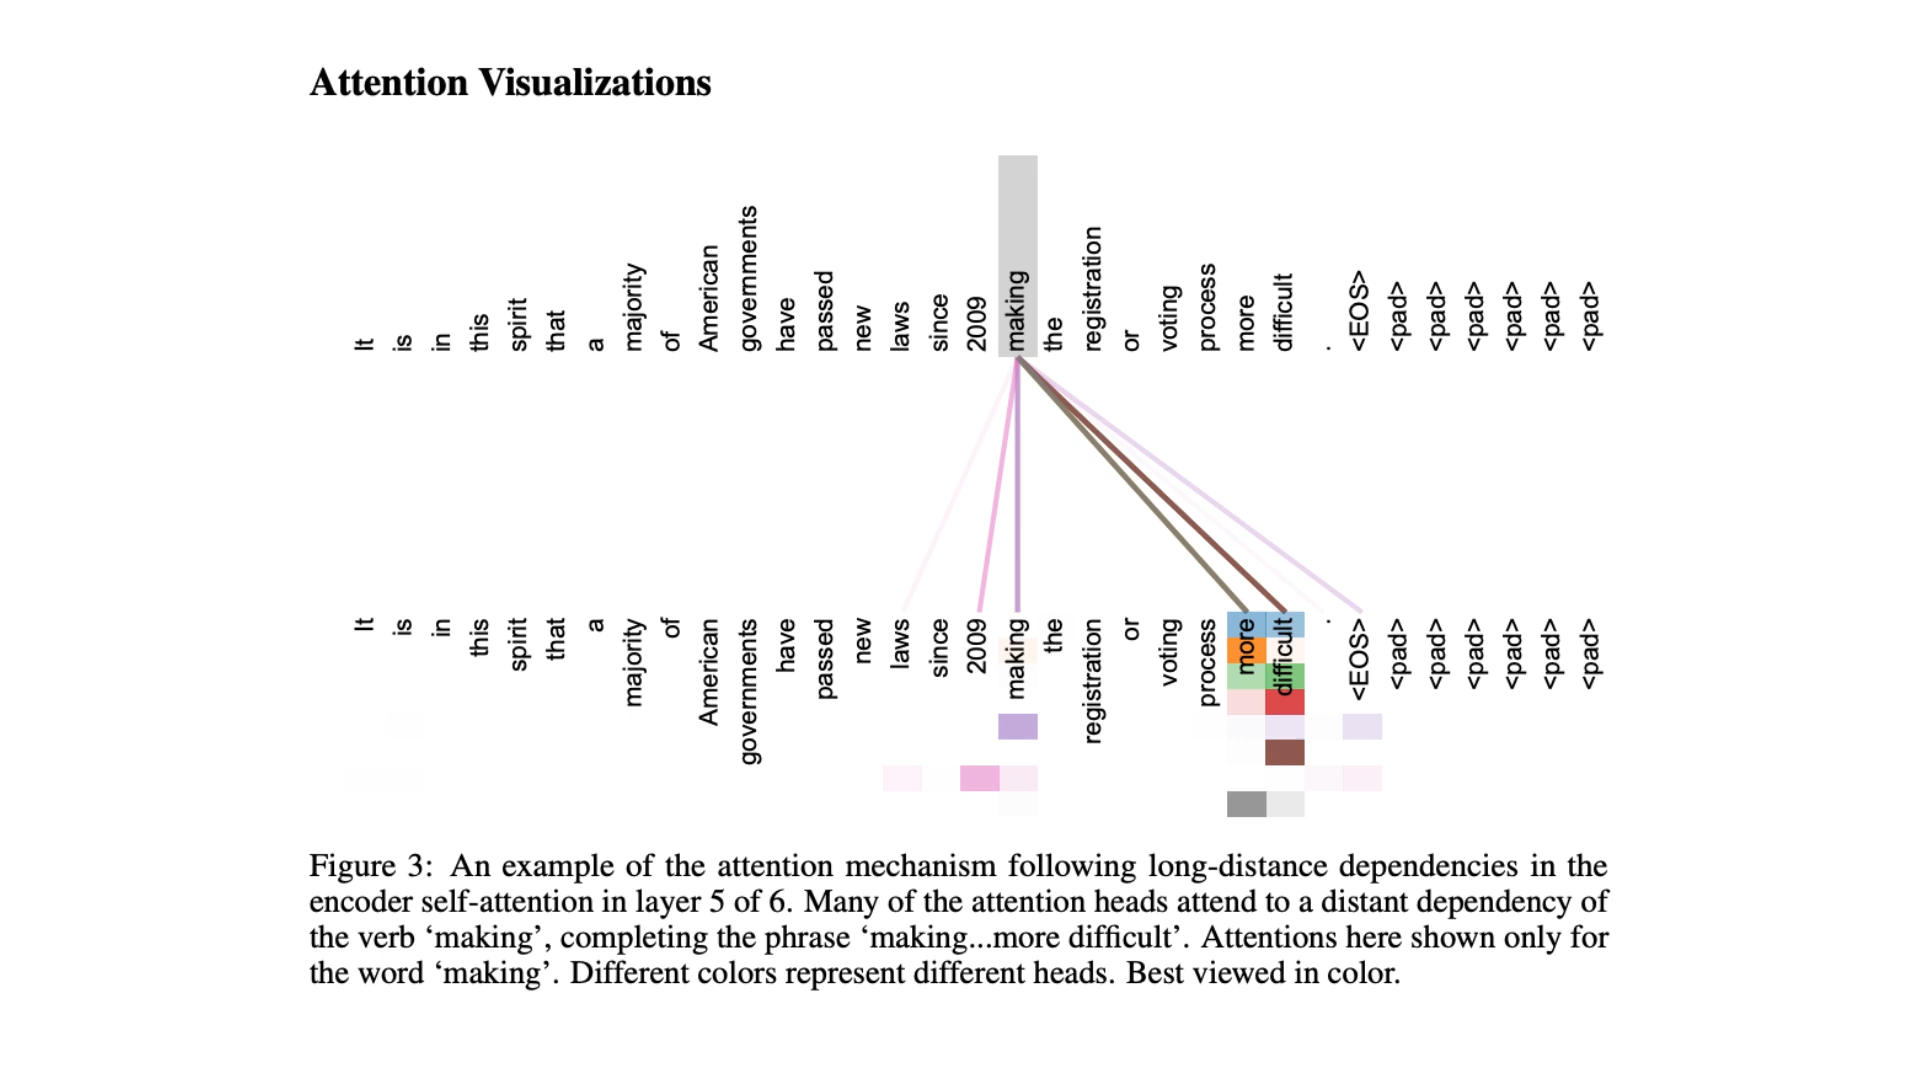 Attention Visualizations
It is in this spirit that a majority of American governments have passed new laws since 2009 making the registration or voting process more difficult . <EOS> <pad> <pad> <pad> <pad> <pad> <pad>
It is in this spirit that a majority of American governments have passed new laws since 2009 making the registration or voting process more difficult . <EOS> <pad> <pad> <pad> <pad> <pad> <pad>
Figure 3: An example of the attention mechanism following long-distance dependencies in the
encoder self-attention in layer 5 of 6. Many of the attention heads attend to a distant dependency of
the verb ‘making’, completing the phrase ‘making...more difficult’. Attentions here shown only for
the word ‘making’. Different colors represent different heads. Best viewed in color.